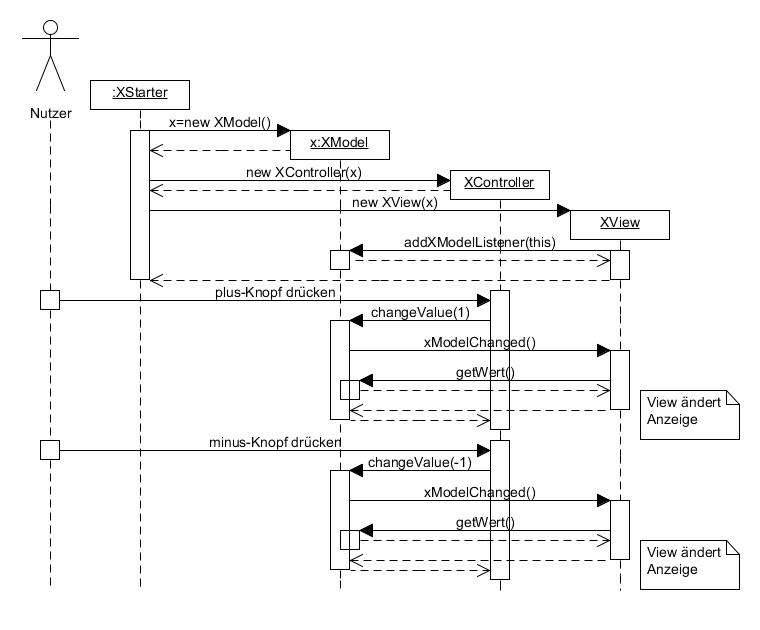 :XStarter
Nutzer
x=new XModel()
x:XModel
new XController(x)
XController
new XView(x)
XView
addXModelListener(this)
plus-Knopf drücken
changeValue(1)
xModelChanged()
getWert()
View ändert
Anzeige
minus-Knopf drücken
changeValue(-1)
xModelChanged()
getWert()
View ändert
Anzeige